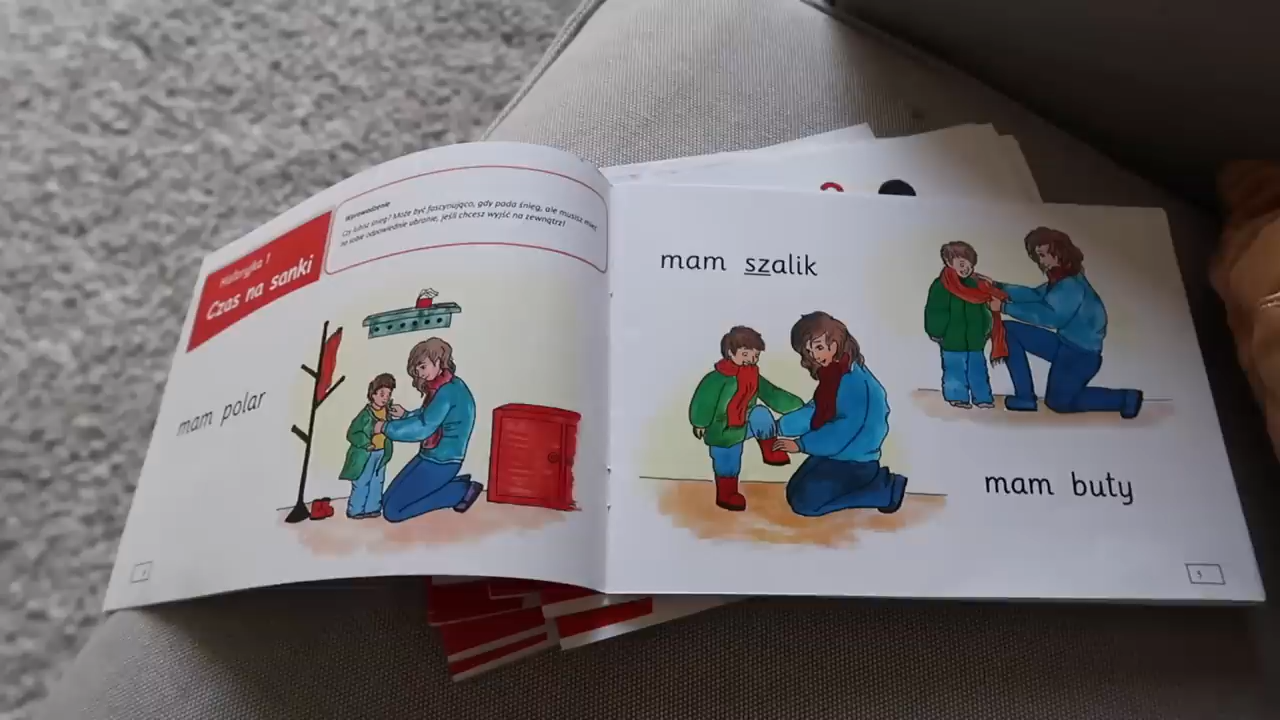 Historyjka 1
Czas na sanki
Wprowadzenie
Czy lubisz śnieg? Może być fascynująco, gdy pada śnieg, ale musisz mieć
na sobie odpowiednie ubranie, jeśli chcesz wyjść na zewnątrz!
mam polar
mam szalik
mam buty